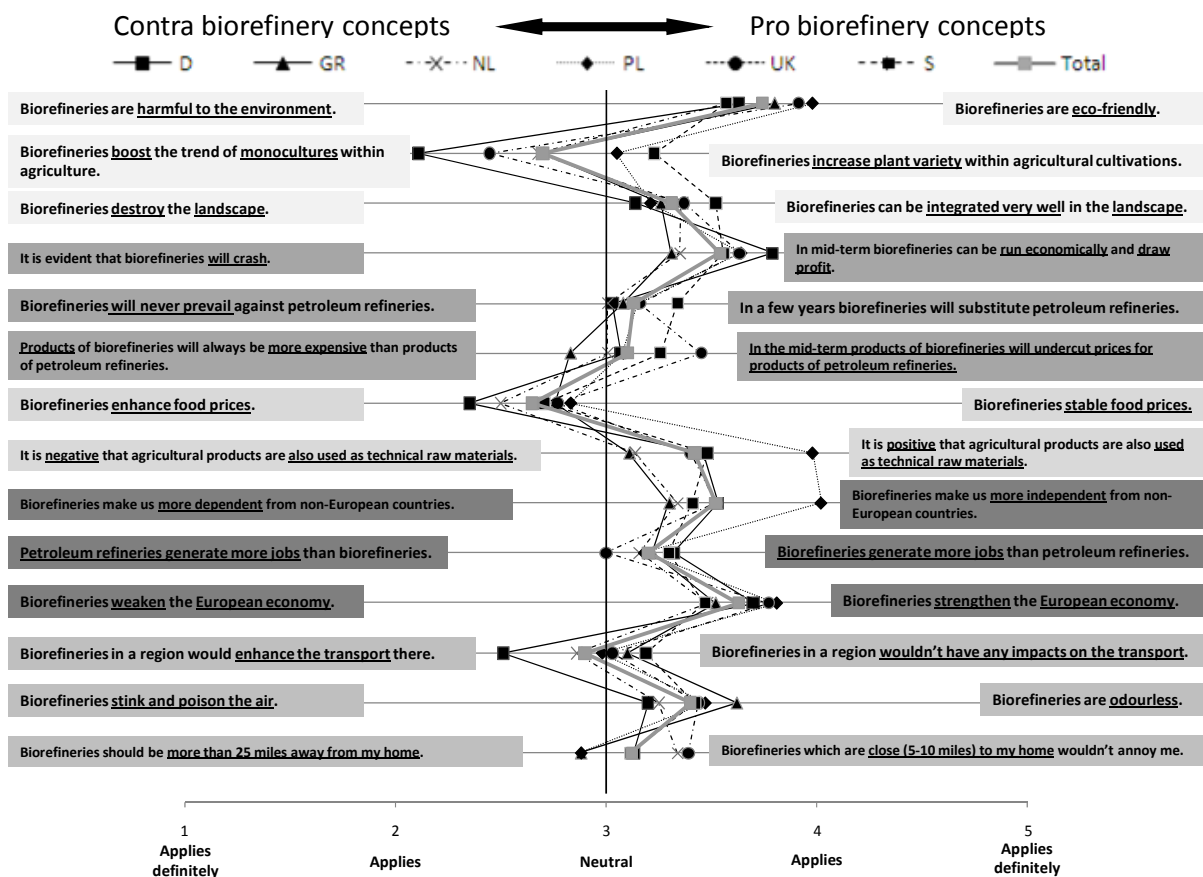 Contra biorefinery concepts
Pro biorefinery concepts
D GR NL PL UK S Total
Biorefineries are harmful to the environment.
Biorefineries are eco-friendly.
Biorefineries boost the trend of monocultures within
agriculture.
Biorefineries increase plant variety within agricultural cultivations.
Biorefineries destroy the landscape.
Biorefineries can be integrated very well in the landscape.
It is evident that biorefineries will crash.
In mid-term biorefineries can be run economically and draw
profit.
Biorefineries will never prevail against petroleum refineries.
In a few years biorefineries will substitute petroleum refineries.
Products of biorefineries will always be more expensive than products
of petroleum refineries.
In the mid-term products of biorefineries will undercut prices for
products of petroleum refineries.
Biorefineries enhance food prices.
Biorefineries stable food prices.
It is negative that agricultural products are also used as technical raw materials.
It is positive that agricultural products are also used
as technical raw materials.
Biorefineries make us more dependent from non-European countries.
Biorefineries make us more independent from non-
European countries.
Petroleum refineries generate more jobs than biorefineries.
Biorefineries generate more jobs than petroleum refineries.
Biorefineries weaken the European economy.
Biorefineries strengthen the European economy.
Biorefineries in a region would enhance the transport there.
Biorefineries in a region wouldn't have any impacts on the transport.
Biorefineries stink and poison the air.
Biorefineries are odourless.
Biorefineries should be more than 25 miles away from my home.
Biorefineries which are close (5-10 miles) to my home wouldn't annoy me.
1 2 3 4 5
Applies
definitely
Applies
Neutral
Applies
Applies
definitely